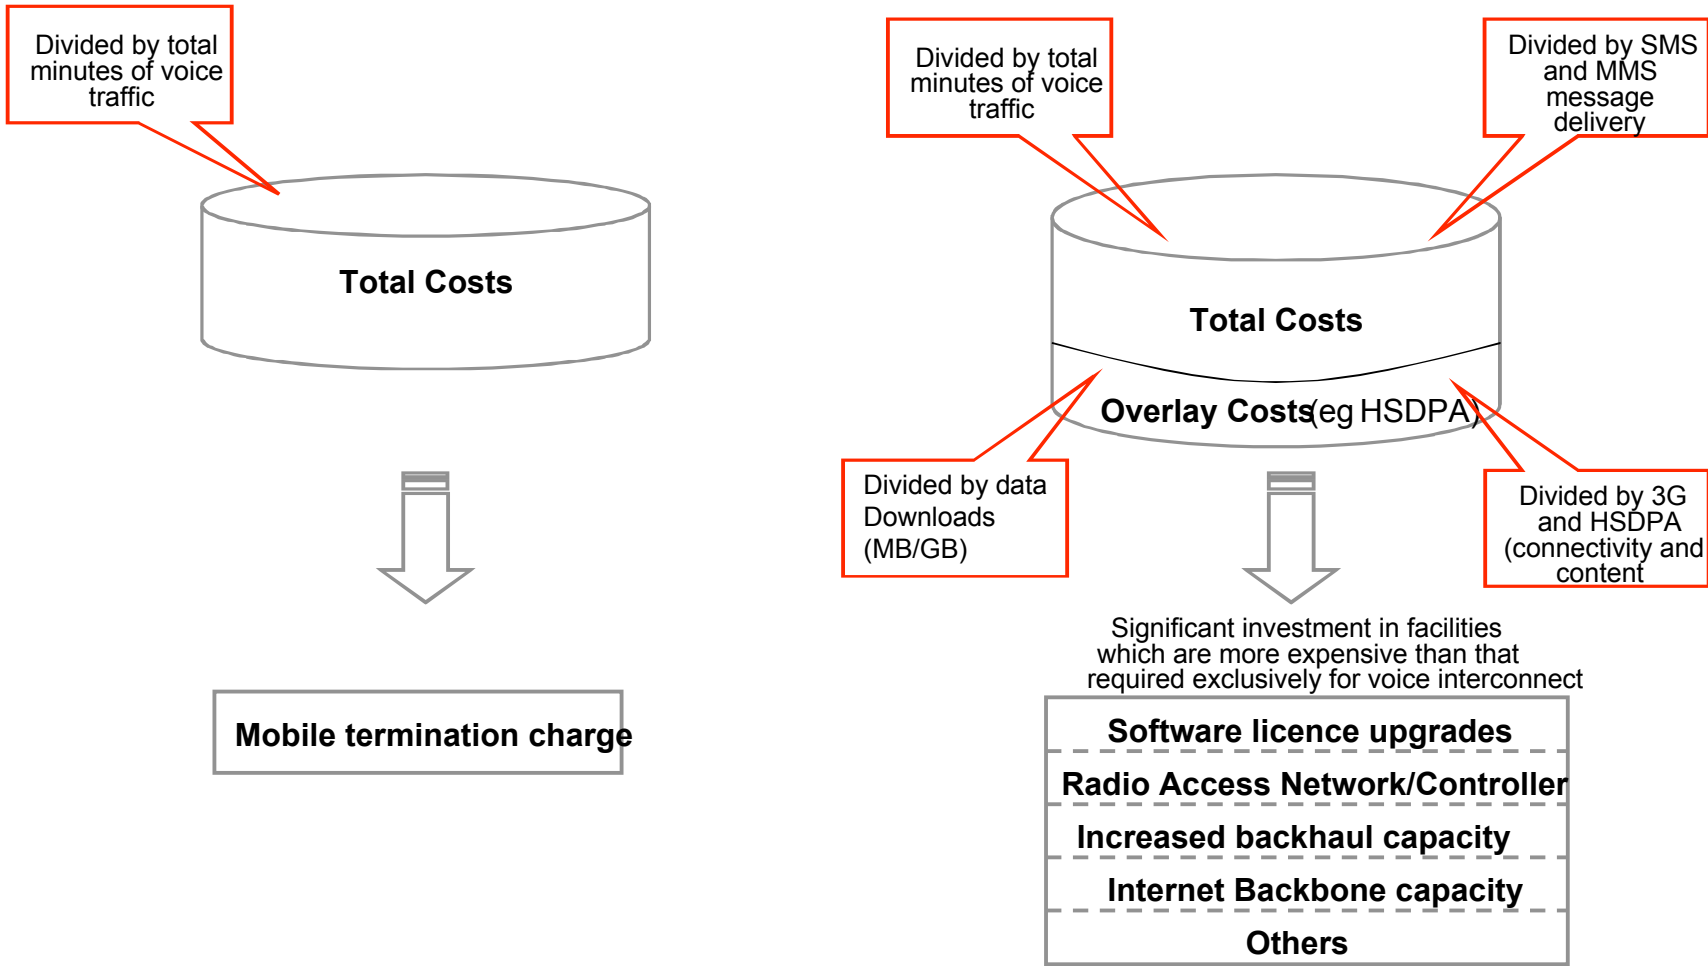 Divided by total
minutes of voice
traffic
Total Costs
Mobile termination charge
Divided by total
minutes of voice
traffic
Divided by SMS
and MMS
message
delivery
Total Costs
Overlay Costs (eg HSDPA)
Divided by data
Downloads
(MB/GB)
Divided by 3G
and HSDPA
(connectivity and
content
Significant investment in facilities
which are more expensive than that
required exclusively for voice interconnect
Software licence upgrades
Radio Access Network/Controller
Increased backhaul capacity
Internet Backbone capacity
Others